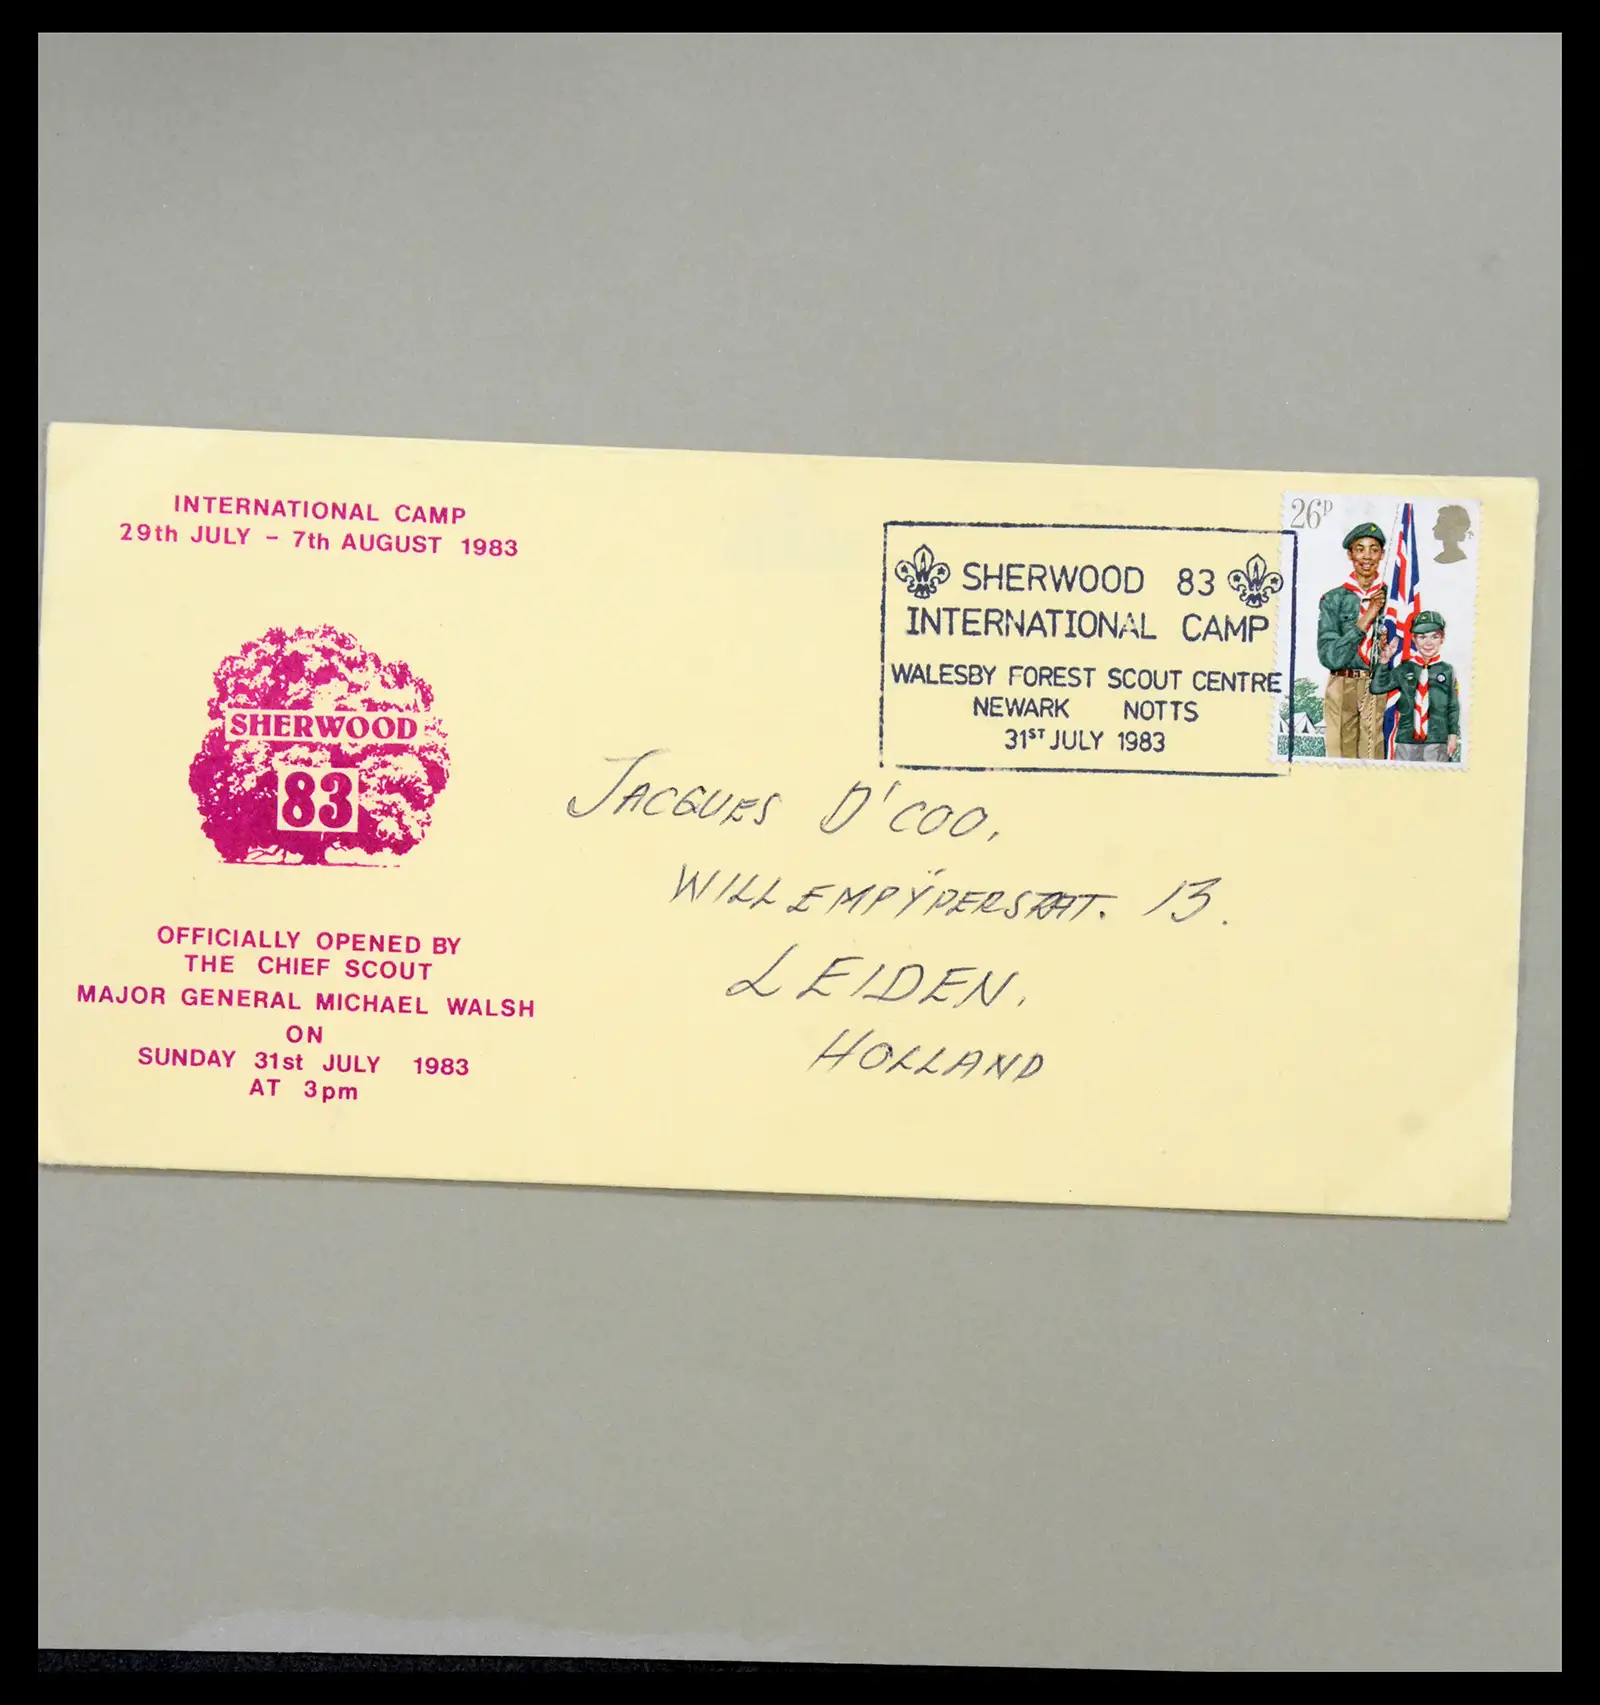 INTERNATIONAL CAMP
29th JULY - 7th AUGUST 1983
SHERWOOD
83
OFFICIALLY OPENED BY
THE CHIEF SCOUT
MAJOR GENERAL MICHAEL WALSH
ON
SUNDAY 31st JULY 1983
AT 3pm
SHERWOOD 83
INTERNATIONAL CAMP
WALESBY FOREST SCOUT CENTRE
NEWARK NOTTS
31ST JULY 1983
26P
JACQUES D'COO,
13.
LEIDEN.
HOLLAND